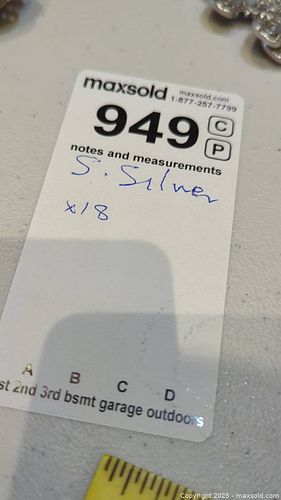 maxsold maxsold.com
1-877-257-7799
949 C
P
notes and measurements
S. Silver
x18
A B C D
st 2nd 3rd bsmt garage outdoors
Copyright 2025 - maxsold.com